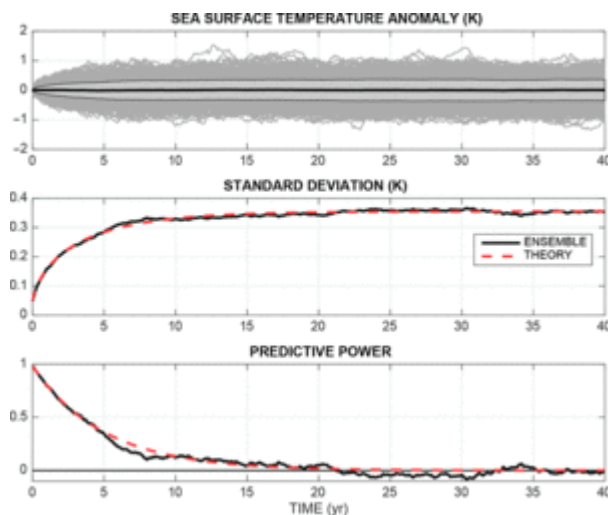 SEA SURFACE TEMPERATURE ANOMALY (K)
2
1
0
−1
−2
0 5 10 15 20 25 30 35 40
STANDARD DEVIATION (K)
0.4
0.3
0.2
0.1
0
ENSEMBLE
THEORY
0 5 10 15 20 25 30 35 40
PREDICTIVE POWER
1
0.5
0
0 5 10 15 20 25 30 35 40
TIME (yr)